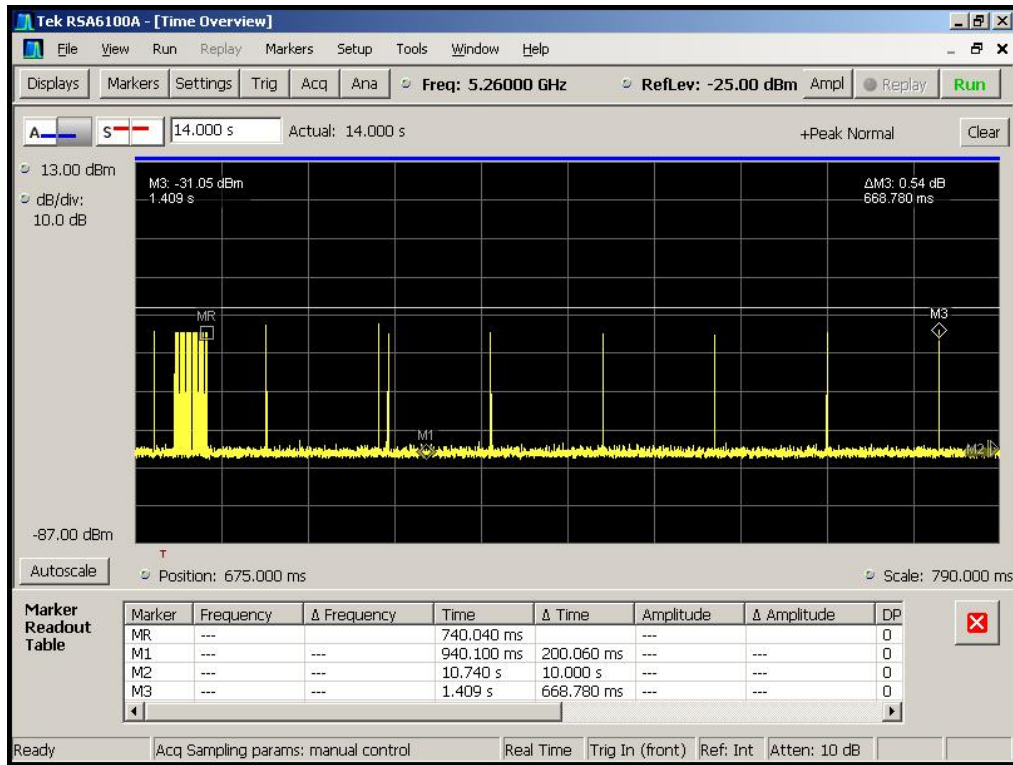 Tek RSA6100A - [Time Overview]
File View Run Replay Markers Setup Tools Window Help
Displays Markers Settings Trig Acq Ana Freq: 5.26000 GHz RefLev: -25.00 dBm Ampl Replay Run
A S 14.000 s Actual: 14.000 s +Peak Normal Clear
13.00 dBm
dB/div:
10.0 dB
M3: -31.05 dBm
1.409 s
ΔM3: 0.54 dB
668.780 ms
MR
M3
M1
M2
-87.00 dBm
T
Autoscale Position: 675.000 ms Scale: 790.000 ms
Marker Readout Table
Marker Frequency Δ Frequency Time Δ Time Amplitude Δ Amplitude DP
MR --- 740.040 ms --- 0
M1 --- --- 940.100 ms 200.060 ms --- --- 0
M2 --- --- 10.740 s 10.000 s --- --- 0
M3 --- --- 1.409 s 668.780 ms --- --- 0
Ready Acq Sampling params: manual control Real Time Trig In (front) Ref: Int Atten: 10 dB